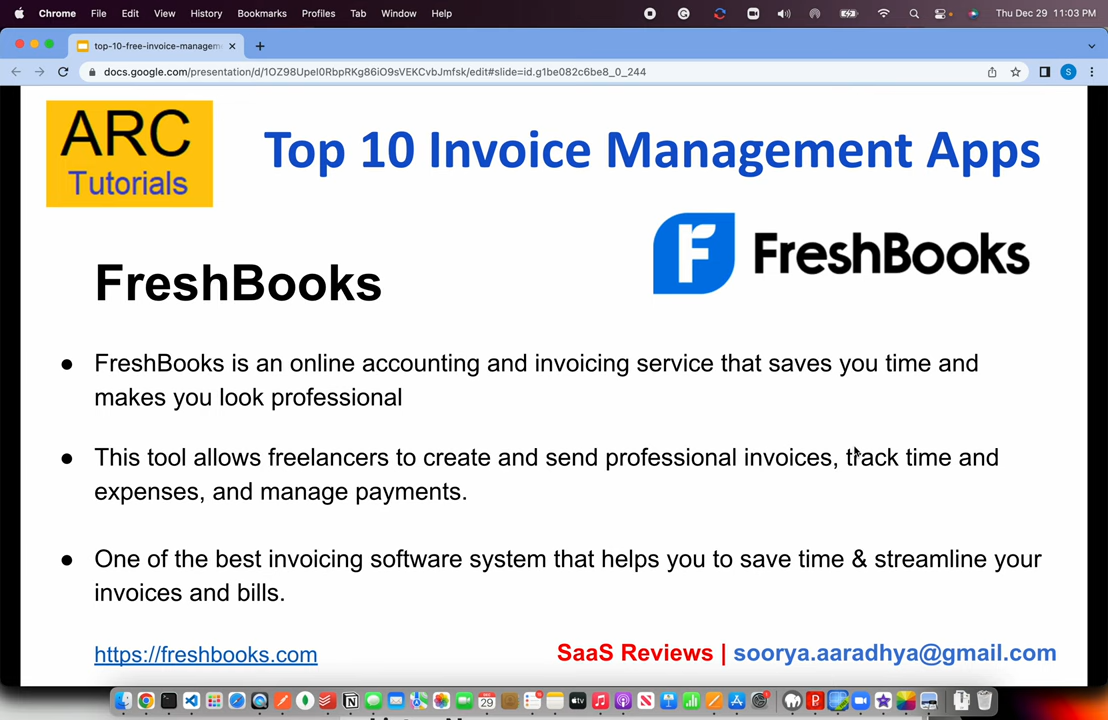 Chrome File Edit View History Bookmarks Profiles Tab Window Help Thu Dec 29 11:03 PM
top-10-free-invoice-managem
docs.google.com/presentation/d/1OZ98UpeI0RbpRKg86iO9sVEKCvbJmfsk/edit#slide=id.g1be082c6be8_0_244
ARC
Tutorials
Top 10 Invoice Management Apps
FreshBooks
FreshBooks
● FreshBooks is an online accounting and invoicing service that saves you time and
makes you look professional
● This tool allows freelancers to create and send professional invoices, track time and
expenses, and manage payments.
● One of the best invoicing software system that helps you to save time & streamline your
invoices and bills.
https://freshbooks.com
SaaS Reviews | soorya.aaradhya@gmail.com